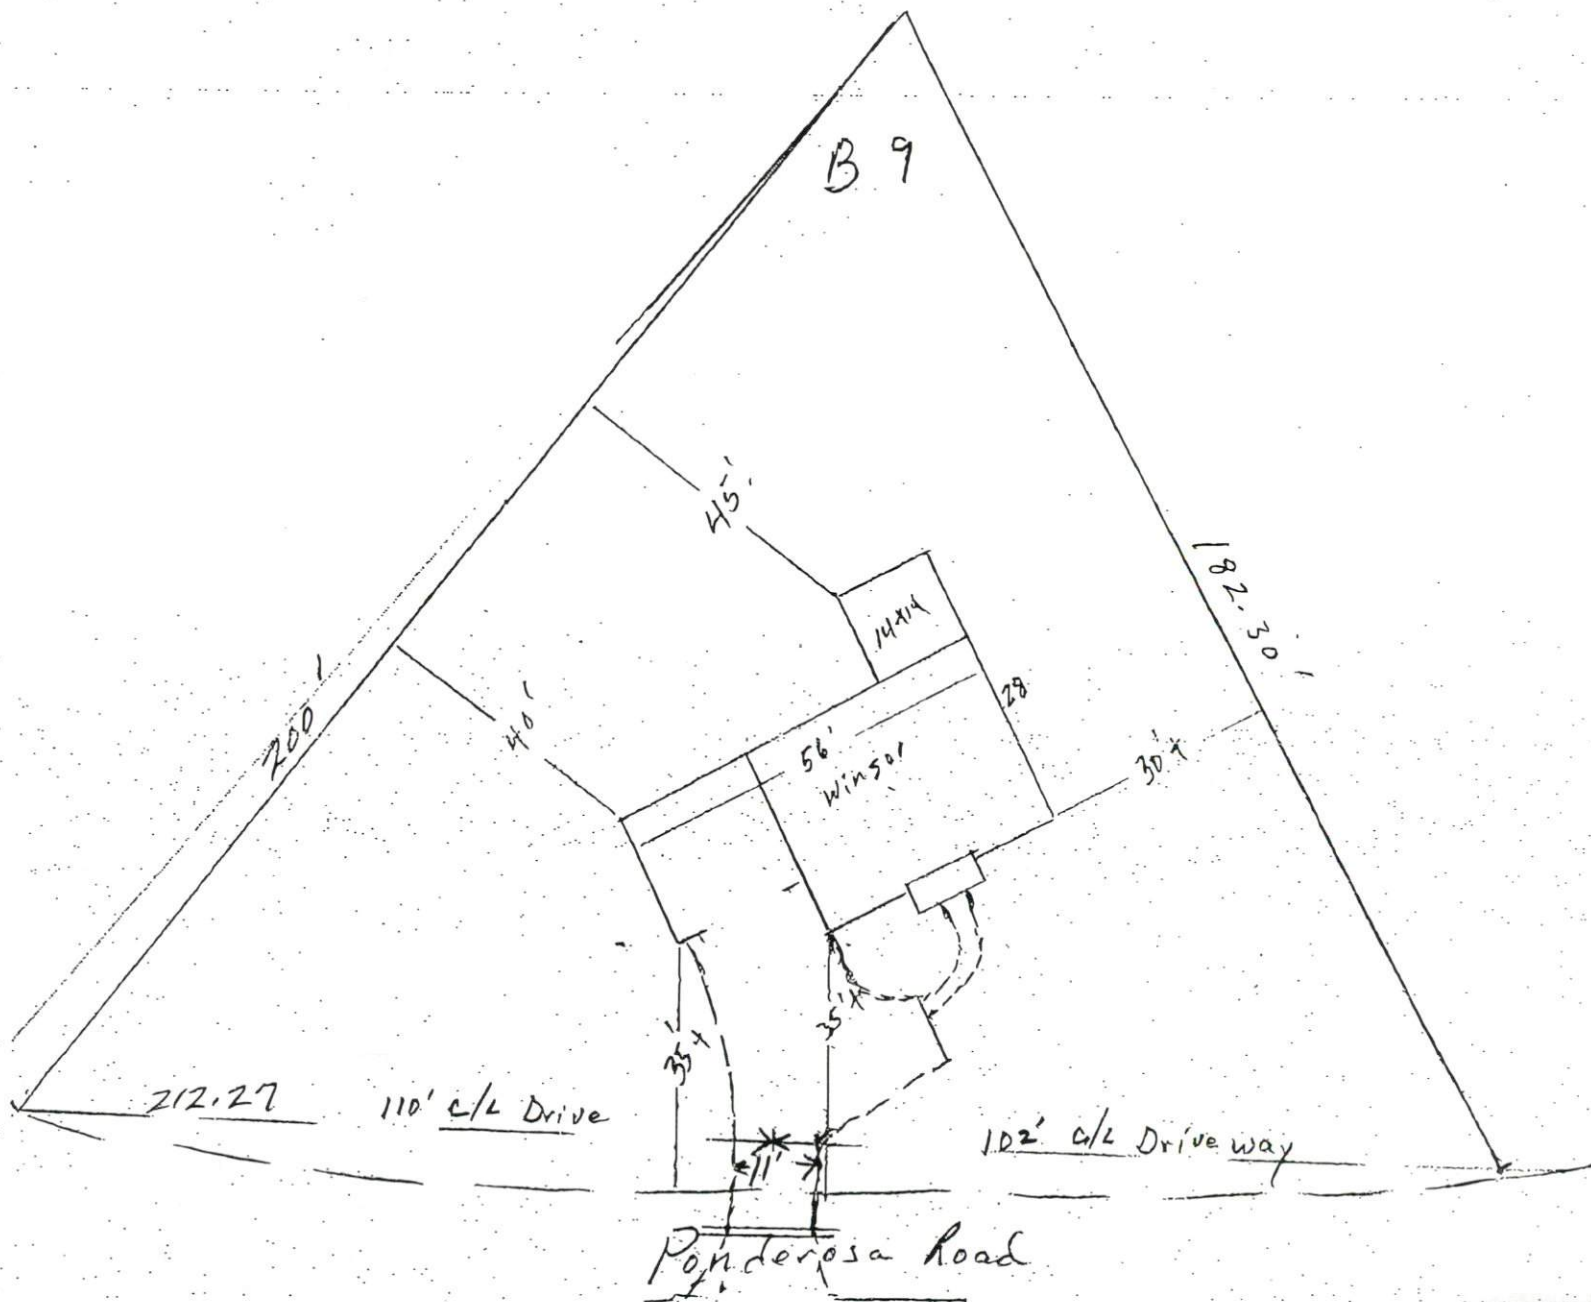 B 9
45'
14x14
182.30'
200'
40'
28
56'
Winsor
30'±
35'±
35'±
212.27
110' c/L Drive
102' c/L Driveway
11'
Ponderosa Road